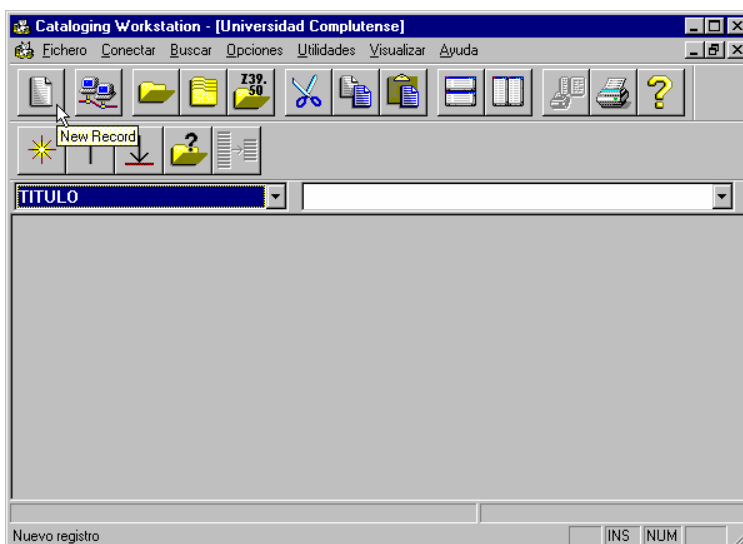 Cataloging Workstation - [Universidad Complutense]
Fichero Conectar Buscar Opciones Utilidades Visualizar Ayuda
Z39.
50
?
New Record
?
TITULO
Nuevo registro INS NUM